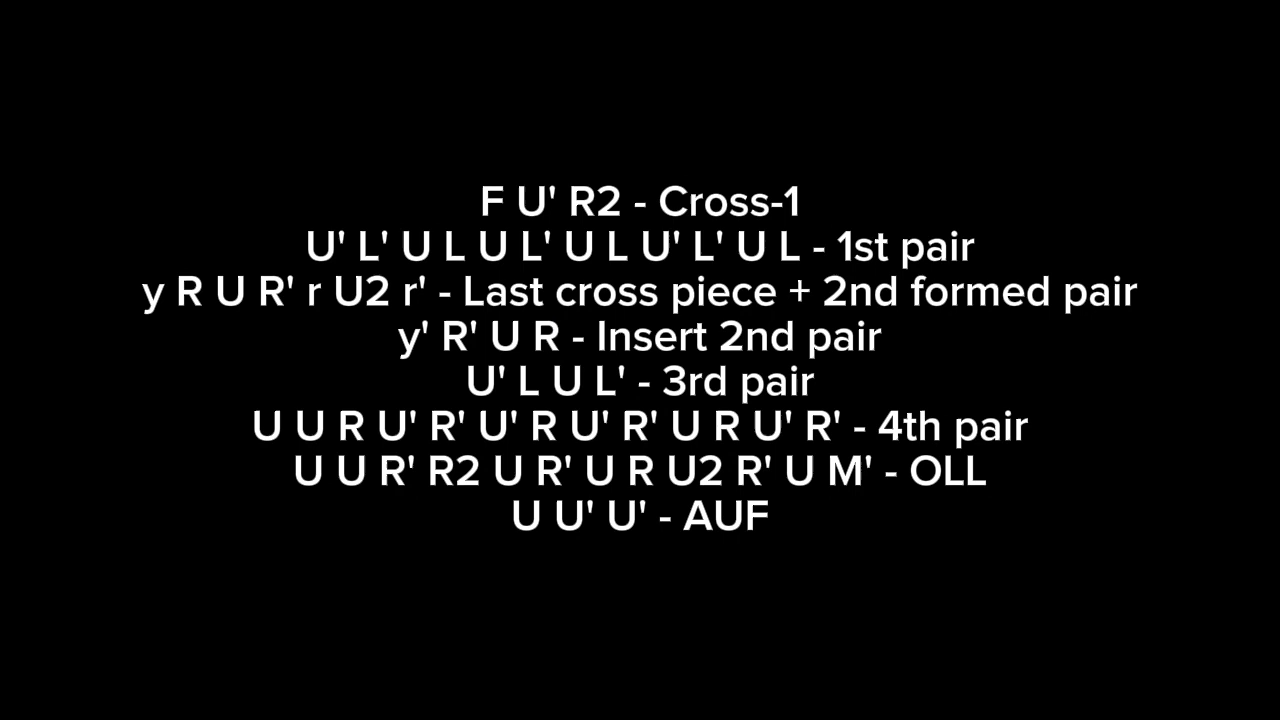 F U' R2 - Cross-1
U' L' U L U L' U L U' L' U L - 1st pair
y R U R' r U2 r' - Last cross piece + 2nd formed pair
y' R' U R - Insert 2nd pair
U' L U L' - 3rd pair
U U R U' R' U' R U' R' U R U' R' - 4th pair
U U R' R2 U R' U R U2 R' U M' - OLL
U U' U' - AUF